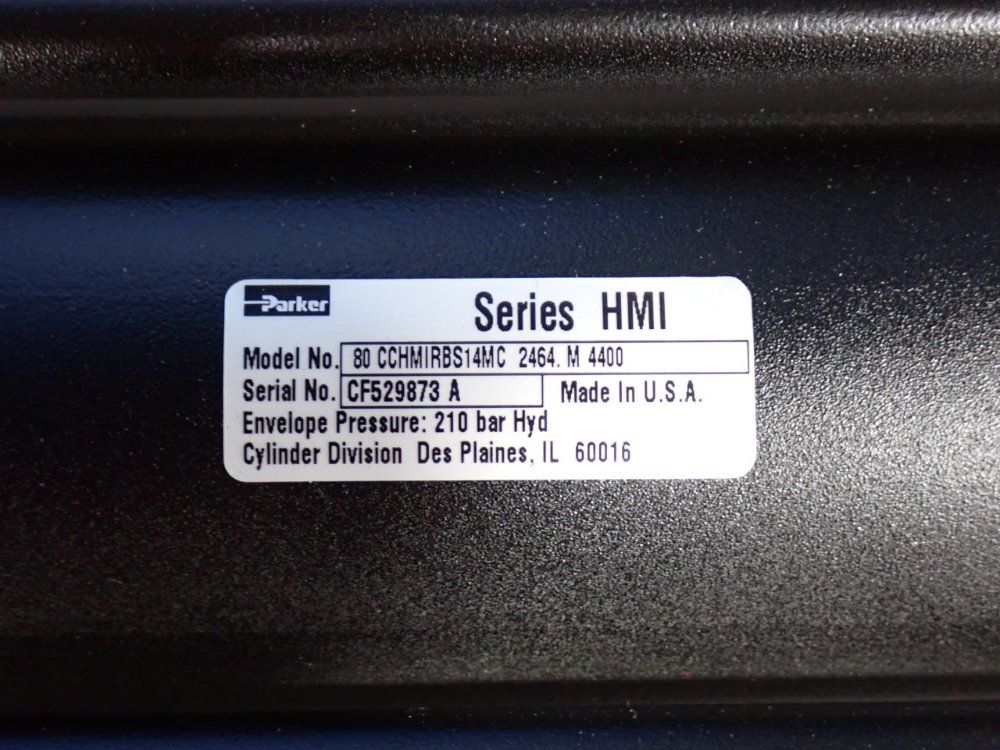 Parker
Series HMI
Model No. 80 CCHMIRBS14MC 2464. M 4400
Serial No. CF529873 A Made In U.S.A.
Envelope Pressure: 210 bar Hyd
Cylinder Division Des Plaines, IL 60016